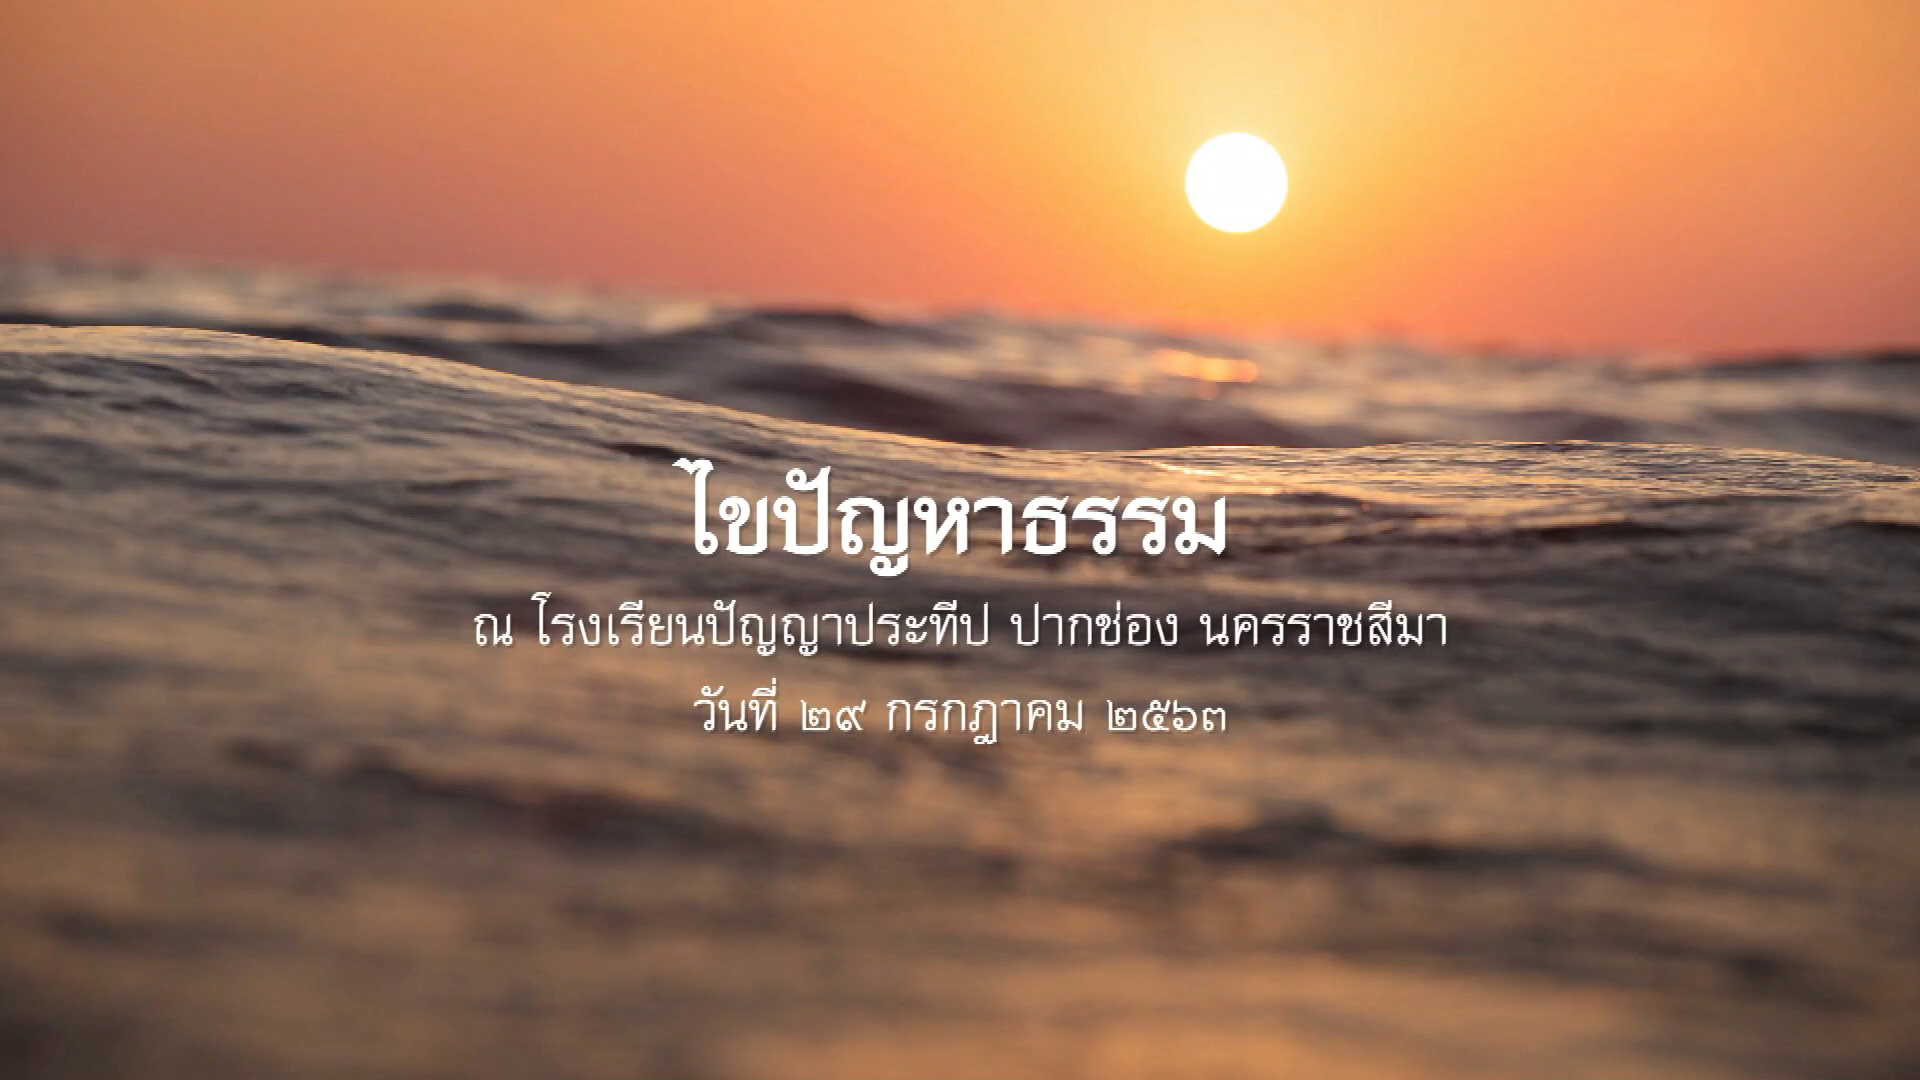 ไขปัญหาธรรม
ณ โรงเรียนปัญญาประทีป ปากช่อง นครราชสีมา
วันที่ ๒๙ กรกฎาคม ๒๕๖๓